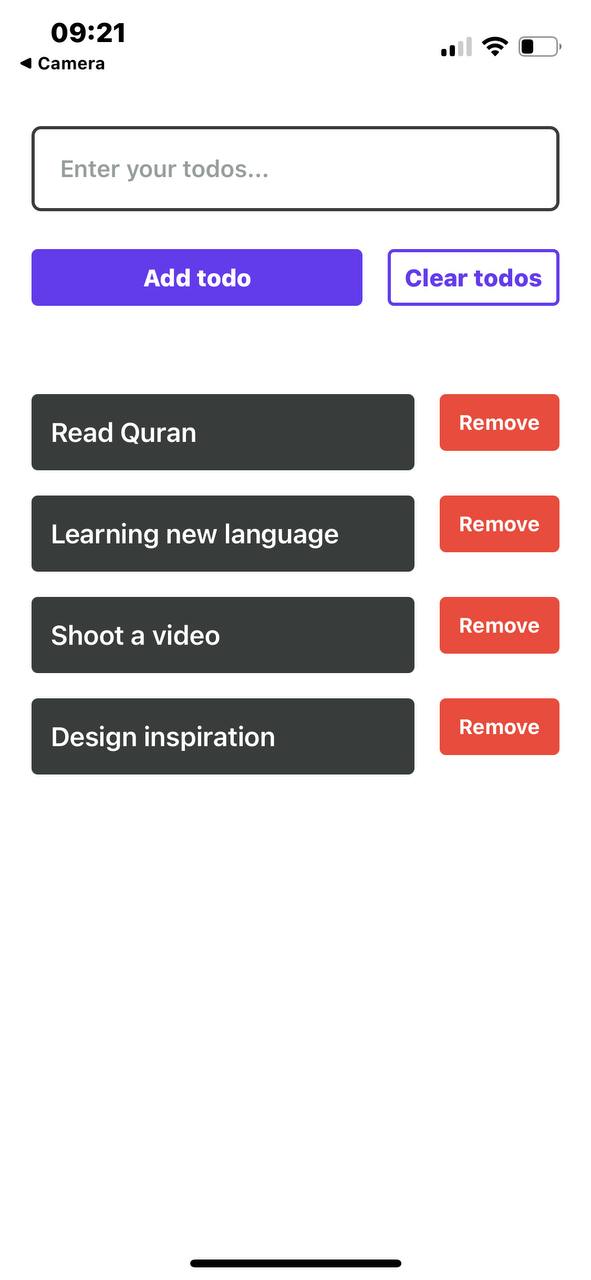 09:21
◀ Camera
Enter your todos...
Add todo
Clear todos
Read Quran
Remove
Learning new language
Remove
Shoot a video
Remove
Design inspiration
Remove